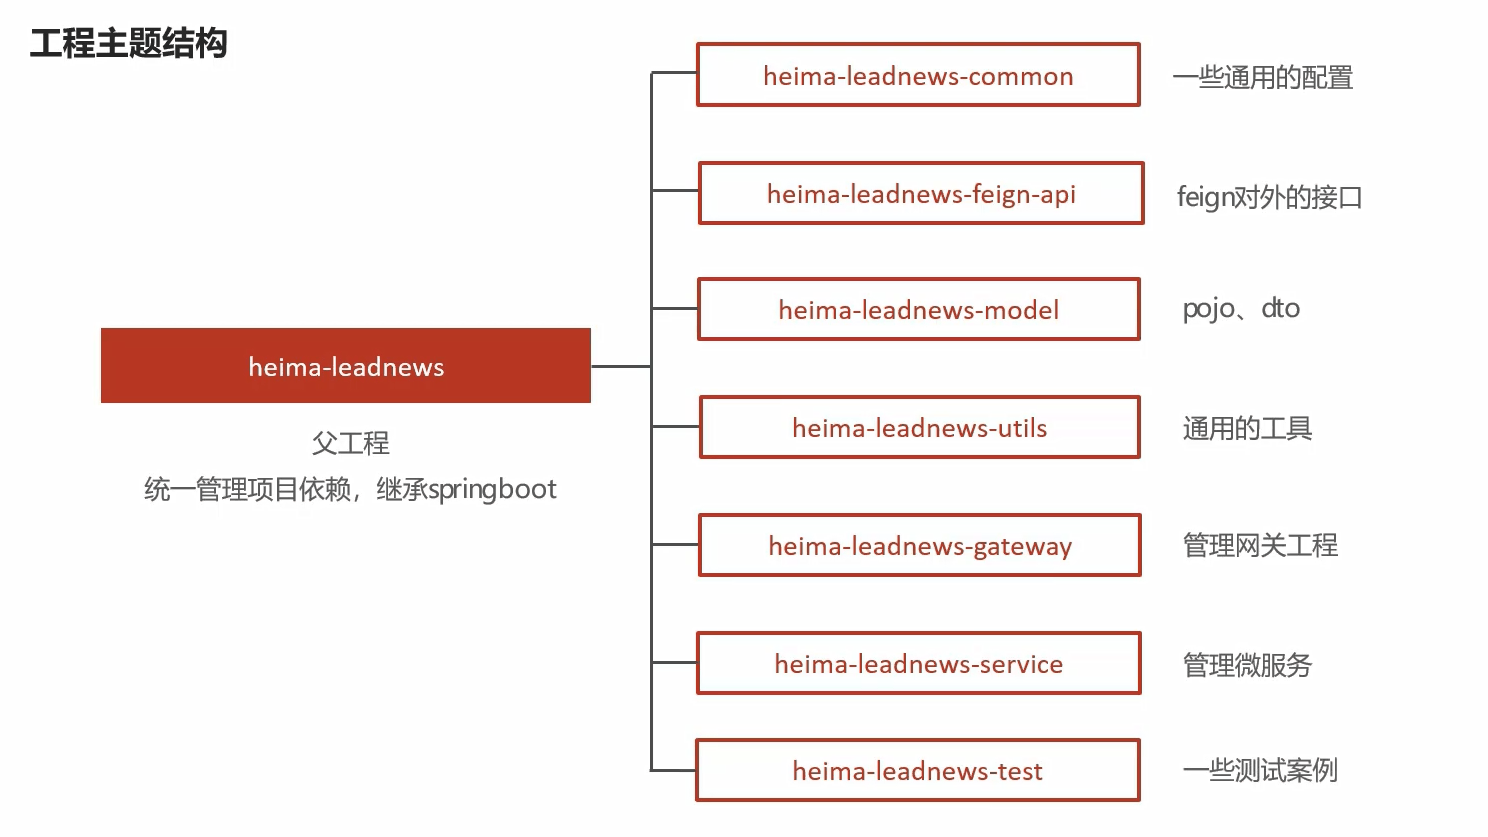 工程主题结构
heima-leadnews-common
一些通用的配置
heima-leadnews-feign-api
feign对外的接口
heima-leadnews-model
pojo、dto
heima-leadnews
父工程
统一管理项目依赖，继承springboot
heima-leadnews-utils
通用的工具
heima-leadnews-gateway
管理网关工程
heima-leadnews-service
管理微服务
heima-leadnews-test
一些测试案例